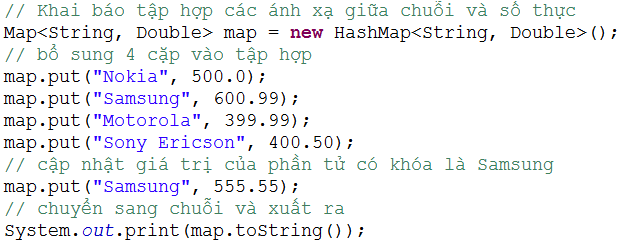 // Khai báo tập hợp các ánh xạ giữa chuỗi và số thực
Map<String, Double> map = new HashMap<String, Double>();
// bổ sung 4 cặp vào tập hợp
map.put("Nokia", 500.0);
map.put("Samsung", 600.99);
map.put("Motorola", 399.99);
map.put("Sony Ericson", 400.50);
// cập nhật giá trị của phần tử có khóa là Samsung
map.put("Samsung", 555.55);
// chuyển sang chuỗi và xuất ra
System.out.print(map.toString());